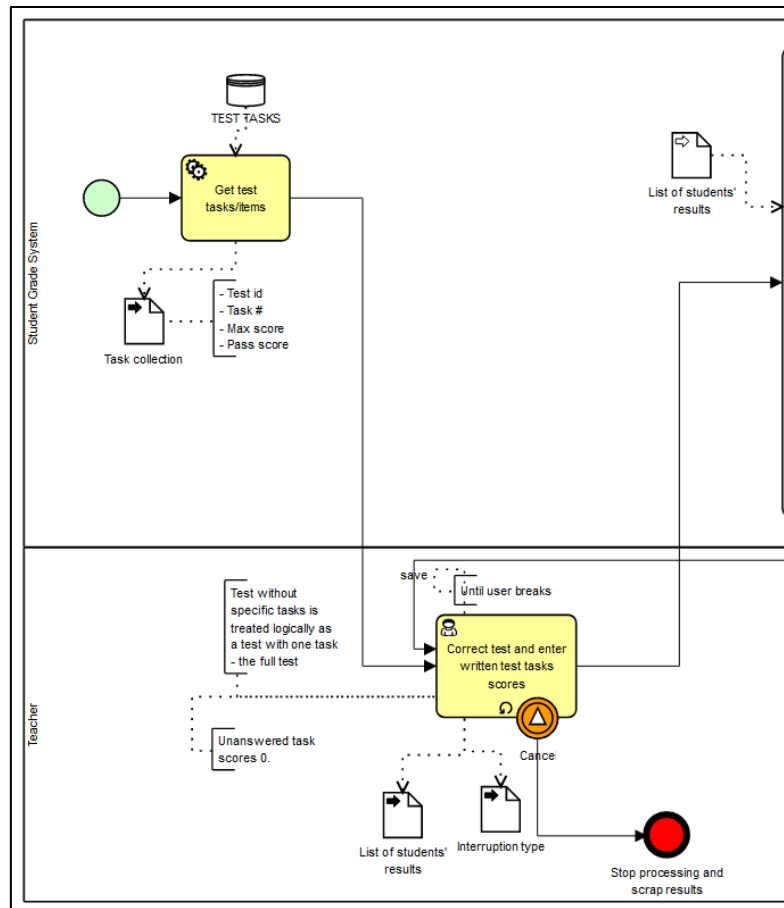 Student Grade System
TEST TASKS
Get test
tasks/items
List of students'
results
- Test id
- Task #
- Max score
- Pass score
Task collection
Teacher
save
Until user breaks
Test without
specific tasks is
treated logically as
a test with one task
- the full test
Correct test and enter
written test tasks
scores
Unanswered task
scores 0.
Cancel
List of students'
results
Interruption type
Stop processing and
scrap results